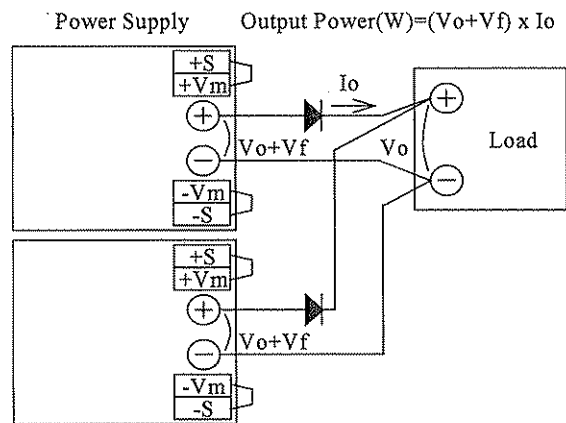 Power Supply
Output Power(W)=(Vo+Vf) x Io
+S
+Vm
Io
+
+
Load
Vo+Vf
Vo
−
−
-Vm
-S
+S
+Vm
+
Vo+Vf
−
-Vm
-S